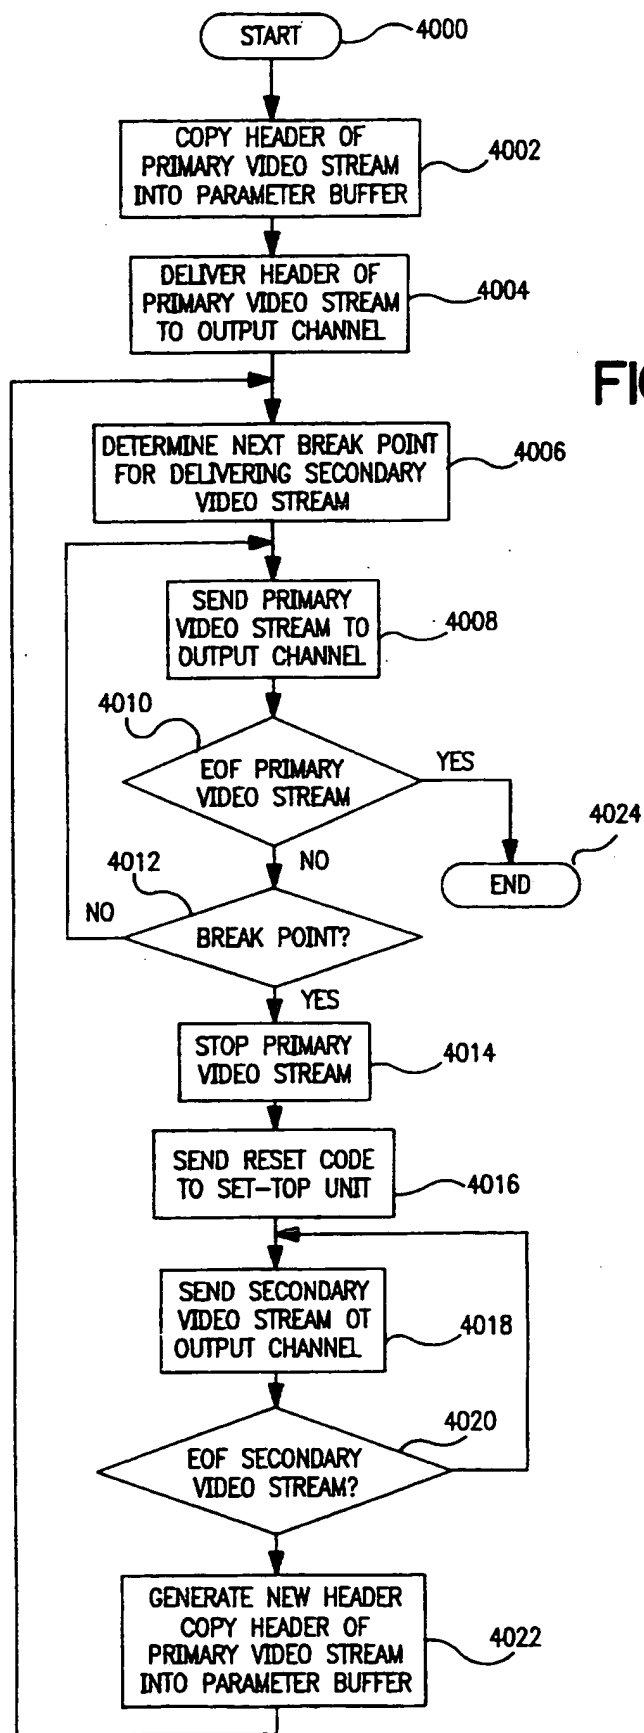 START
4000
COPY HEADER OF
PRIMARY VIDEO STREAM
INTO PARAMETER BUFFER
4002
DELIVER HEADER OF
PRIMARY VIDEO STREAM
TO OUTPUT CHANNEL
4004
FIG
DETERMINE NEXT BREAK POINT
FOR DELIVERING SECONDARY
VIDEO STREAM
4006
SEND PRIMARY
VIDEO STREAM TO
OUTPUT CHANNEL
4008
4010
EOF PRIMARY
VIDEO STREAM
YES
4024
END
NO
4012
BREAK POINT?
NO
YES
STOP PRIMARY
VIDEO STREAM
4014
SEND RESET CODE
TO SET-TOP UNIT
4016
SEND SECONDARY
VIDEO STREAM OT
OUTPUT CHANNEL
4018
4020
EOF SECONDARY
VIDEO STREAM?
GENERATE NEW HEADER
COPY HEADER OF
PRIMARY VIDEO STREAM
INTO PARAMETER BUFFER
4022